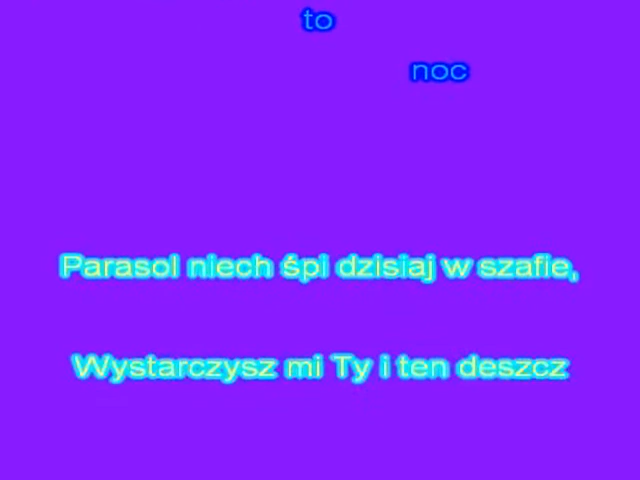 to
noc
Parasol niech śpi dzisiaj w szafie,
Wystarczysz mi Ty i ten deszcz